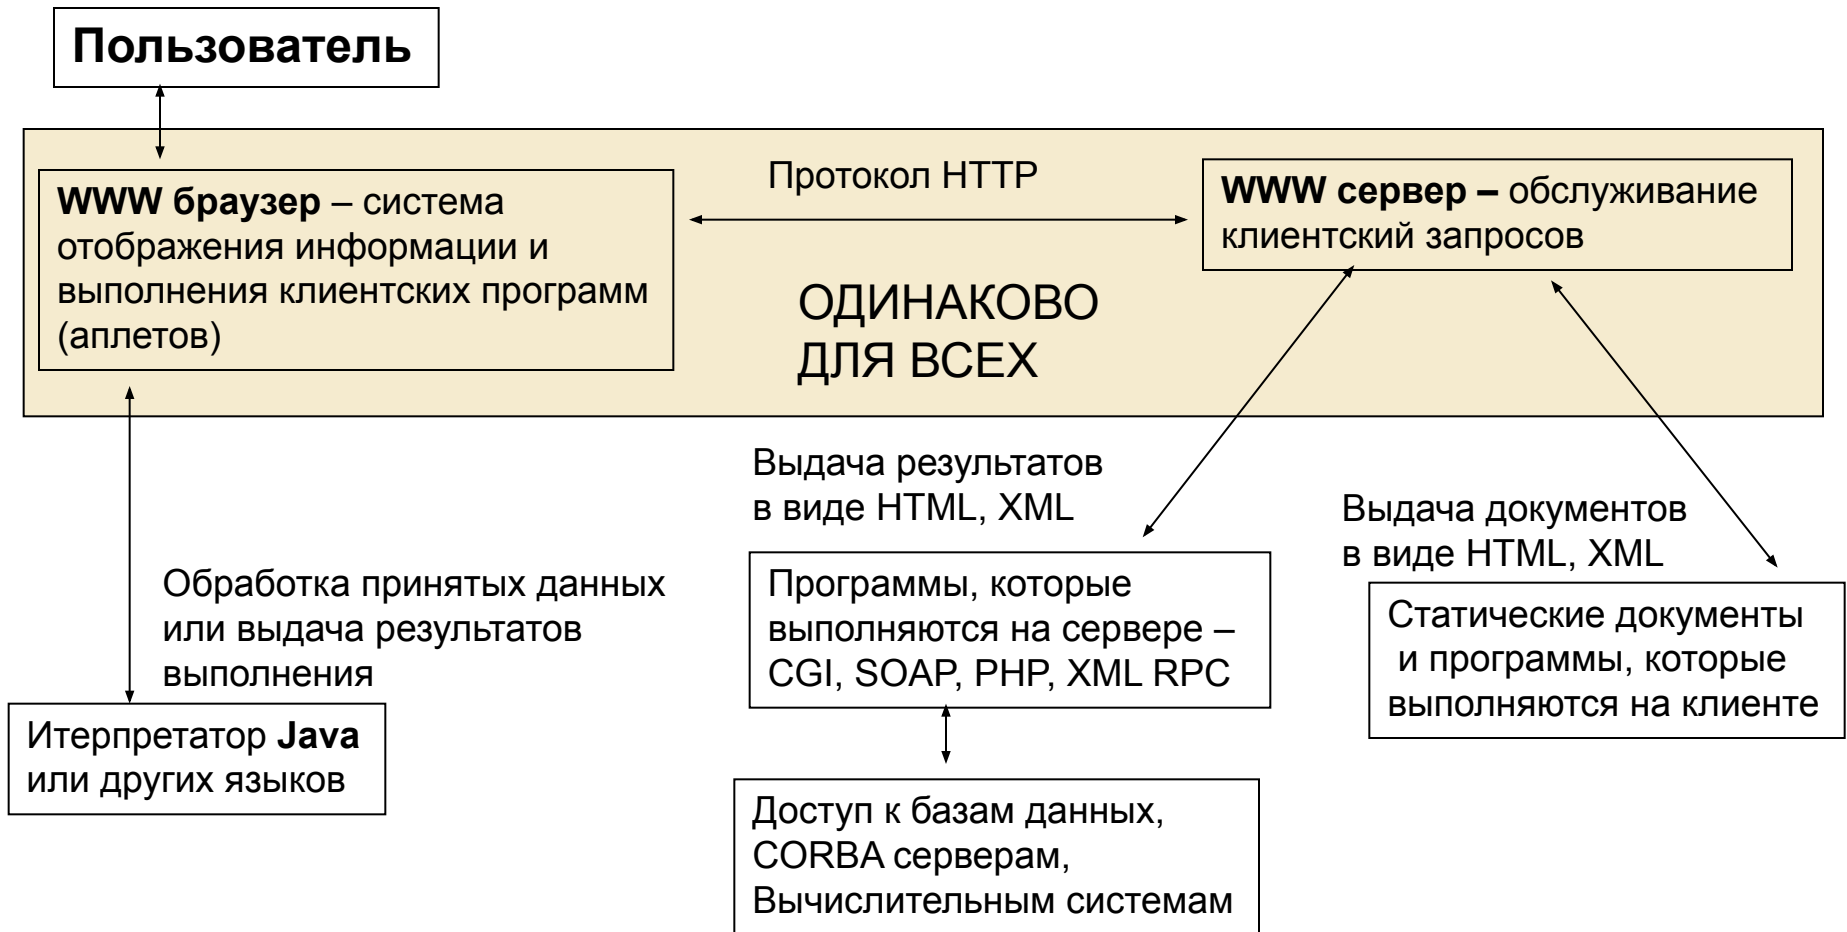 Пользователь
WWW браузер – система
отображения информации и
выполнения клиентских программ
(аплетов)
Протокол HTTP
WWW сервер – обслуживание
клиентский запросов
ОДИНАКОВО
ДЛЯ ВСЕХ
Обработка принятых данных
или выдача результатов
выполнения
Итерпретатор Java
или других языков
Выдача результатов
в виде HTML, XML
Программы, которые
выполняются на сервере –
CGI, SOAP, PHP, XML RPC
Доступ к базам данных,
CORBA серверам,
Вычислительным системам
Выдача документов
в виде HTML, XML
Статические документы
и программы, которые
выполняются на клиенте